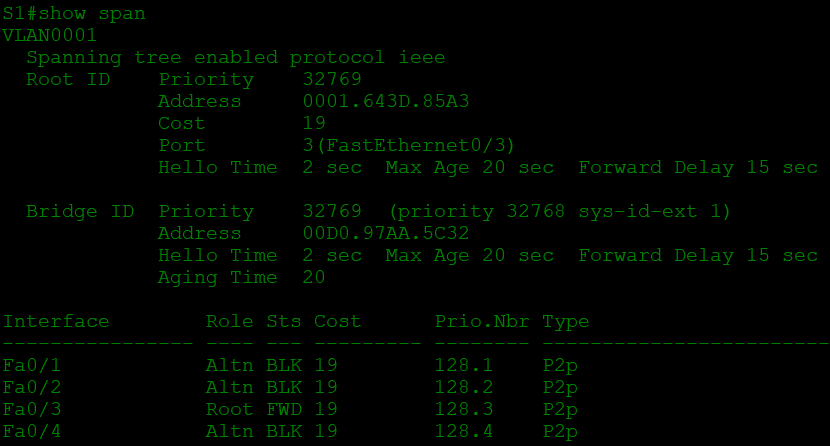 S1#show span
VLAN0001
  Spanning tree enabled protocol ieee
  Root ID    Priority    32769
             Address     0001.643D.85A3
             Cost        19
             Port        3(FastEthernet0/3)
             Hello Time  2 sec  Max Age 20 sec  Forward Delay 15 sec

  Bridge ID  Priority    32769  (priority 32768 sys-id-ext 1)
             Address     00D0.97AA.5C32
             Hello Time  2 sec  Max Age 20 sec  Forward Delay 15 sec
             Aging Time  20

Interface        Role Sts Cost      Prio.Nbr Type
---------------- ---- --- --------- -------- --------------------------------
Fa0/1            Altn BLK 19        128.1    P2p
Fa0/2            Altn BLK 19        128.2    P2p
Fa0/3            Root FWD 19        128.3    P2p
Fa0/4            Altn BLK 19        128.4    P2p